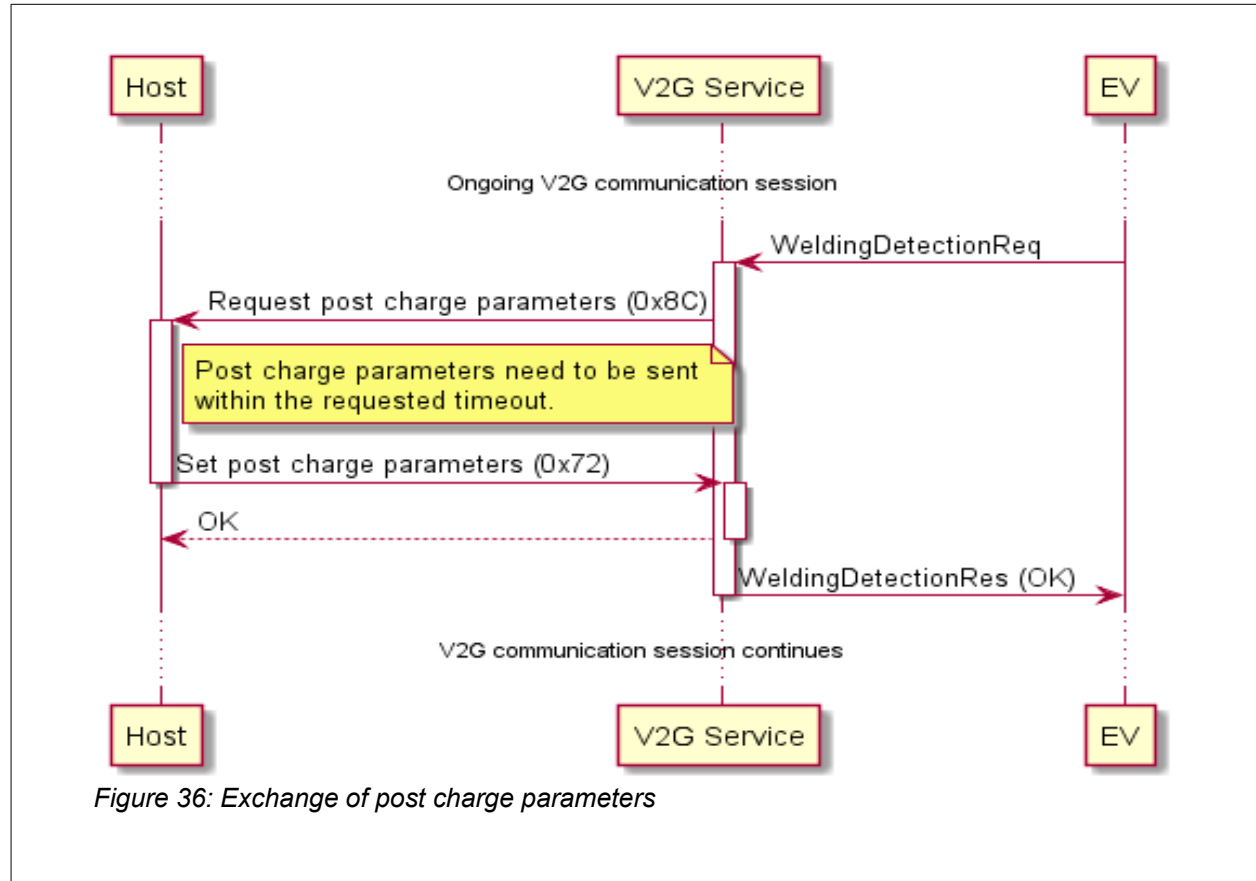 Host
V2G Service
EV
Ongoing V2G communication session
WeldingDetectionReq
Request post charge parameters (0x8C)
Post charge parameters need to be sent
within the requested timeout.
Set post charge parameters (0x72)
OK
WeldingDetectionRes (OK)
V2G communication session continues
Host
V2G Service
EV
Figure 36: Exchange of post charge parameters